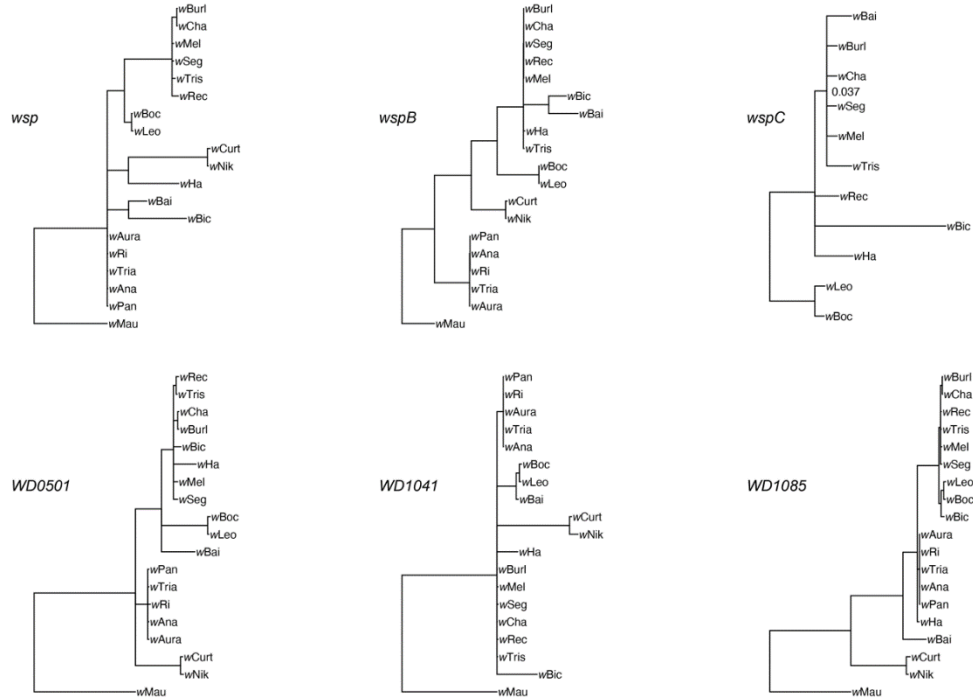 wsp
wBurl
wCha
wMel
wSeg
wTris
wRec
wBoc
wLeo
wCurt
wNik
wHa
wBai
wBic
wAura
wRi
wTria
wAna
wPan
wMau
wspB
wBurl
wCha
wSeg
wRec
wMel
wBic
wBai
wHa
wTris
wBoc
wLeo
wCurt
wNik
wPan
wAna
wRi
wTria
wAura
wMau
wspC
wBai
wBurl
wCha
0.037
wSeg
wMel
wTris
wRec
wBic
wHa
wLeo
wBoc
WD0501
wRec
wTris
wCha
wBurl
wBic
wHa
wMel
wSeg
wBoc
wLeo
wBai
wPan
wTria
wRi
wAna
wAura
wCurt
wNik
wMau
WD1041
wPan
wRi
wAura
wTria
wAna
wBoc
wLeo
wBai
wCurt
wNik
wHa
wBurl
wMel
wSeg
wCha
wRec
wTris
wBic
wMau
WD1085
wBurl
wCha
wRec
wTris
wMel
wSeg
wLeo
wBoc
wBic
wAura
wRi
wTria
wAna
wPan
wHa
wBai
wCurt
wNik
wMau